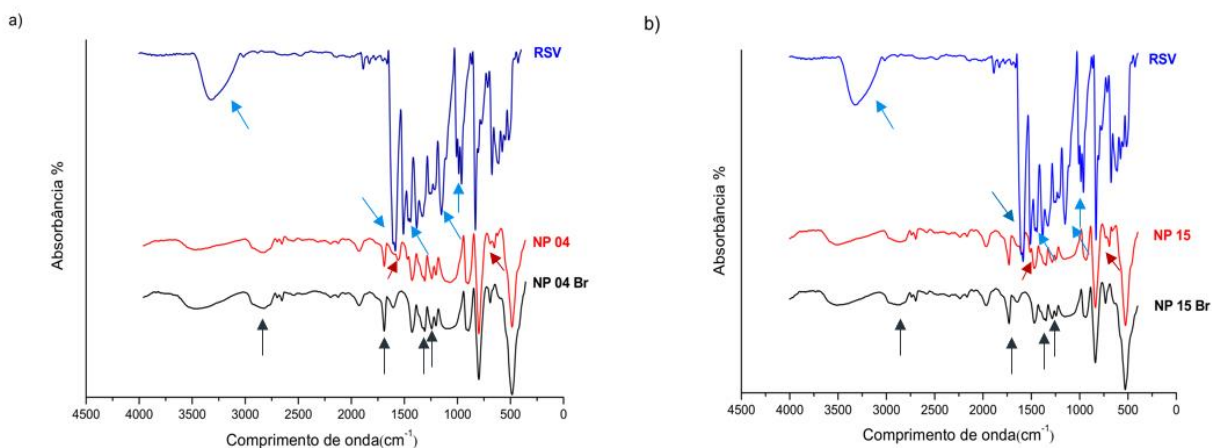 a)
RSV
NP 04
NP 04 Br
Absorbância %
4500 4000 3500 3000 2500 2000 1500 1000 500 0
Comprimento de onda(cm-1)
b)
RSV
NP 15
NP 15 Br
Absorbância %
4500 4000 3500 3000 2500 2000 1500 1000 500 0
Comprimento de onda(cm-1)